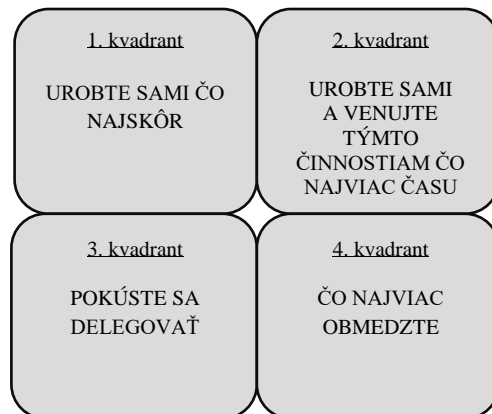 1. kvadrant
UROBTE SAMI ČO
NAJSKÔR
2. kvadrant
UROBTE SAMI
A VENUJTE
TÝMTO
ČINNOSTIAM ČO
NAJVIAC ČASU
3. kvadrant
POKÚSTE SA
DELEGOVAŤ
4. kvadrant
ČO NAJVIAC
OBMEDZTE